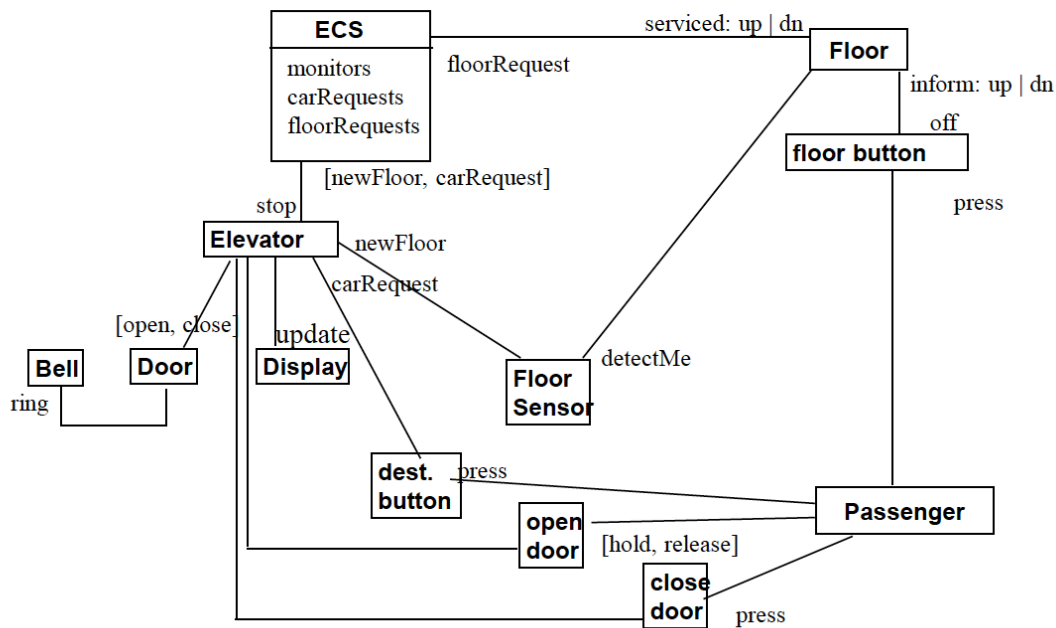 ECS
serviced: up | dn
Floor
monitors
carRequests
floorRequests
floorRequest
inform: up | dn
off
floor button
[newFloor, carRequest]
press
stop
Elevator
newFloor
carRequest
[open, close]
update
Bell
Door
Display
detectMe
Floor
Sensor
ring
dest.
button
press
Passenger
open
door
[hold, release]
close
door
press